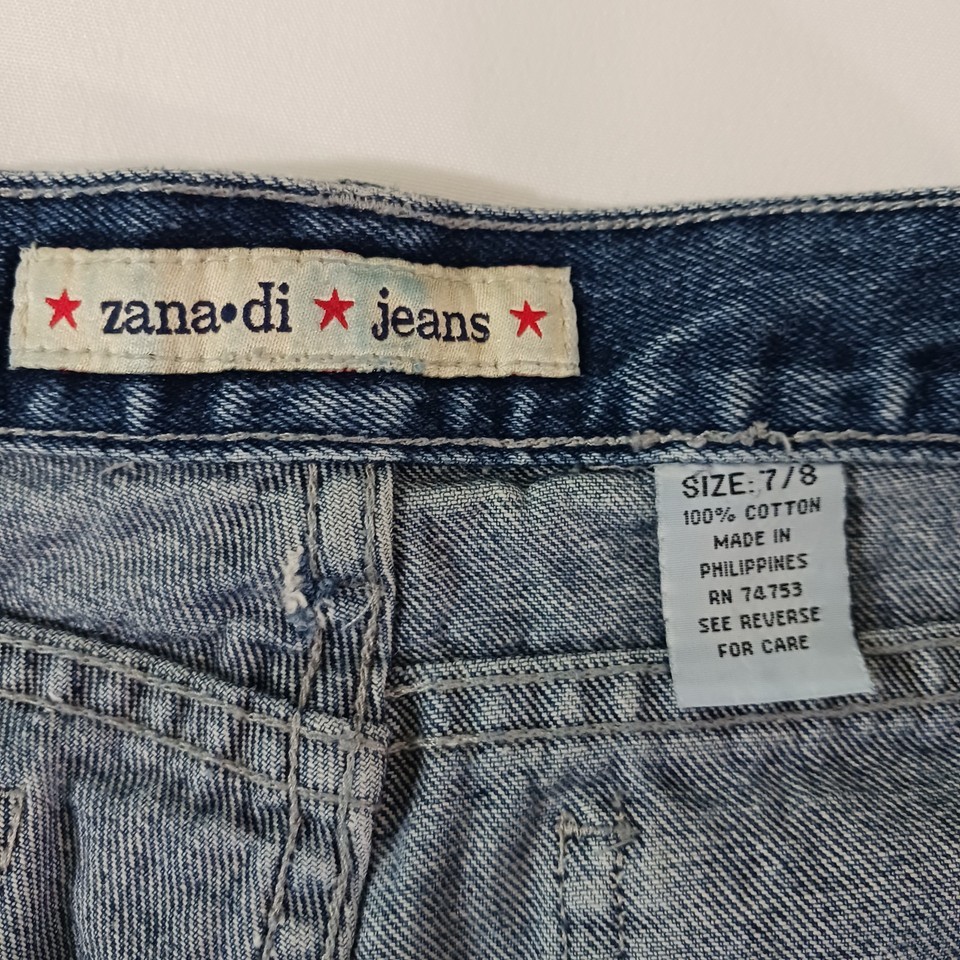 ★ zana•di ★ jeans ★
SIZE: 7/8
100% COTTON
MADE IN
PHILIPPINES
RN 74753
SEE REVERSE
FOR CARE